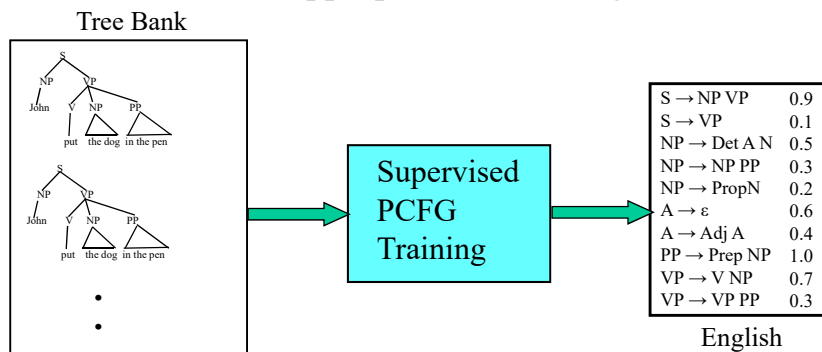 Tree Bank
S
NP VP
John V NP PP
put the dog in the pen
S
NP VP
John V NP PP
put the dog in the pen
Supervised
PCFG
Training
S → NP VP 0.9
S → VP 0.1
NP → Det A N 0.5
NP → NP PP 0.3
NP → PropN 0.2
A → ε 0.6
A → Adj A 0.4
PP → Prep NP 1.0
VP → V NP 0.7
VP → VP PP 0.3
English